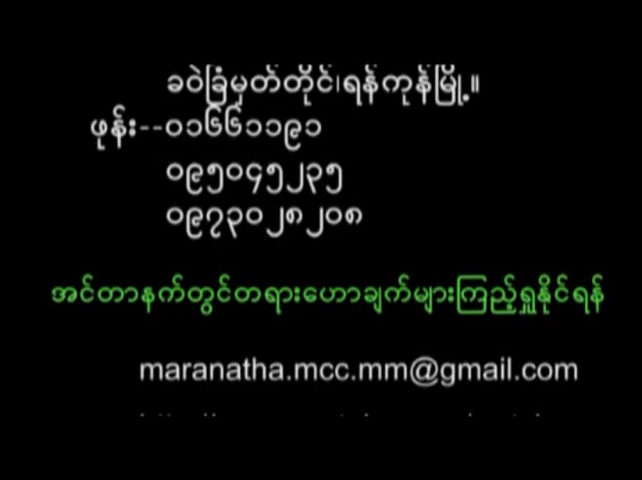 ခဝဲခြံမှတ်တိုင်၊ရန်ကုန်မြို့။
ဖုန်း--၀၁၆၆၁၁၉၁
၀၉၅၀၄၅၂၃၅
၀၉၇၃၀၂၈၂၀၈
အင်တာနက်တွင်တရားဟောချက်များကြည့်ရှုနိုင်ရန်
maranatha.mcc.mm@gmail.com